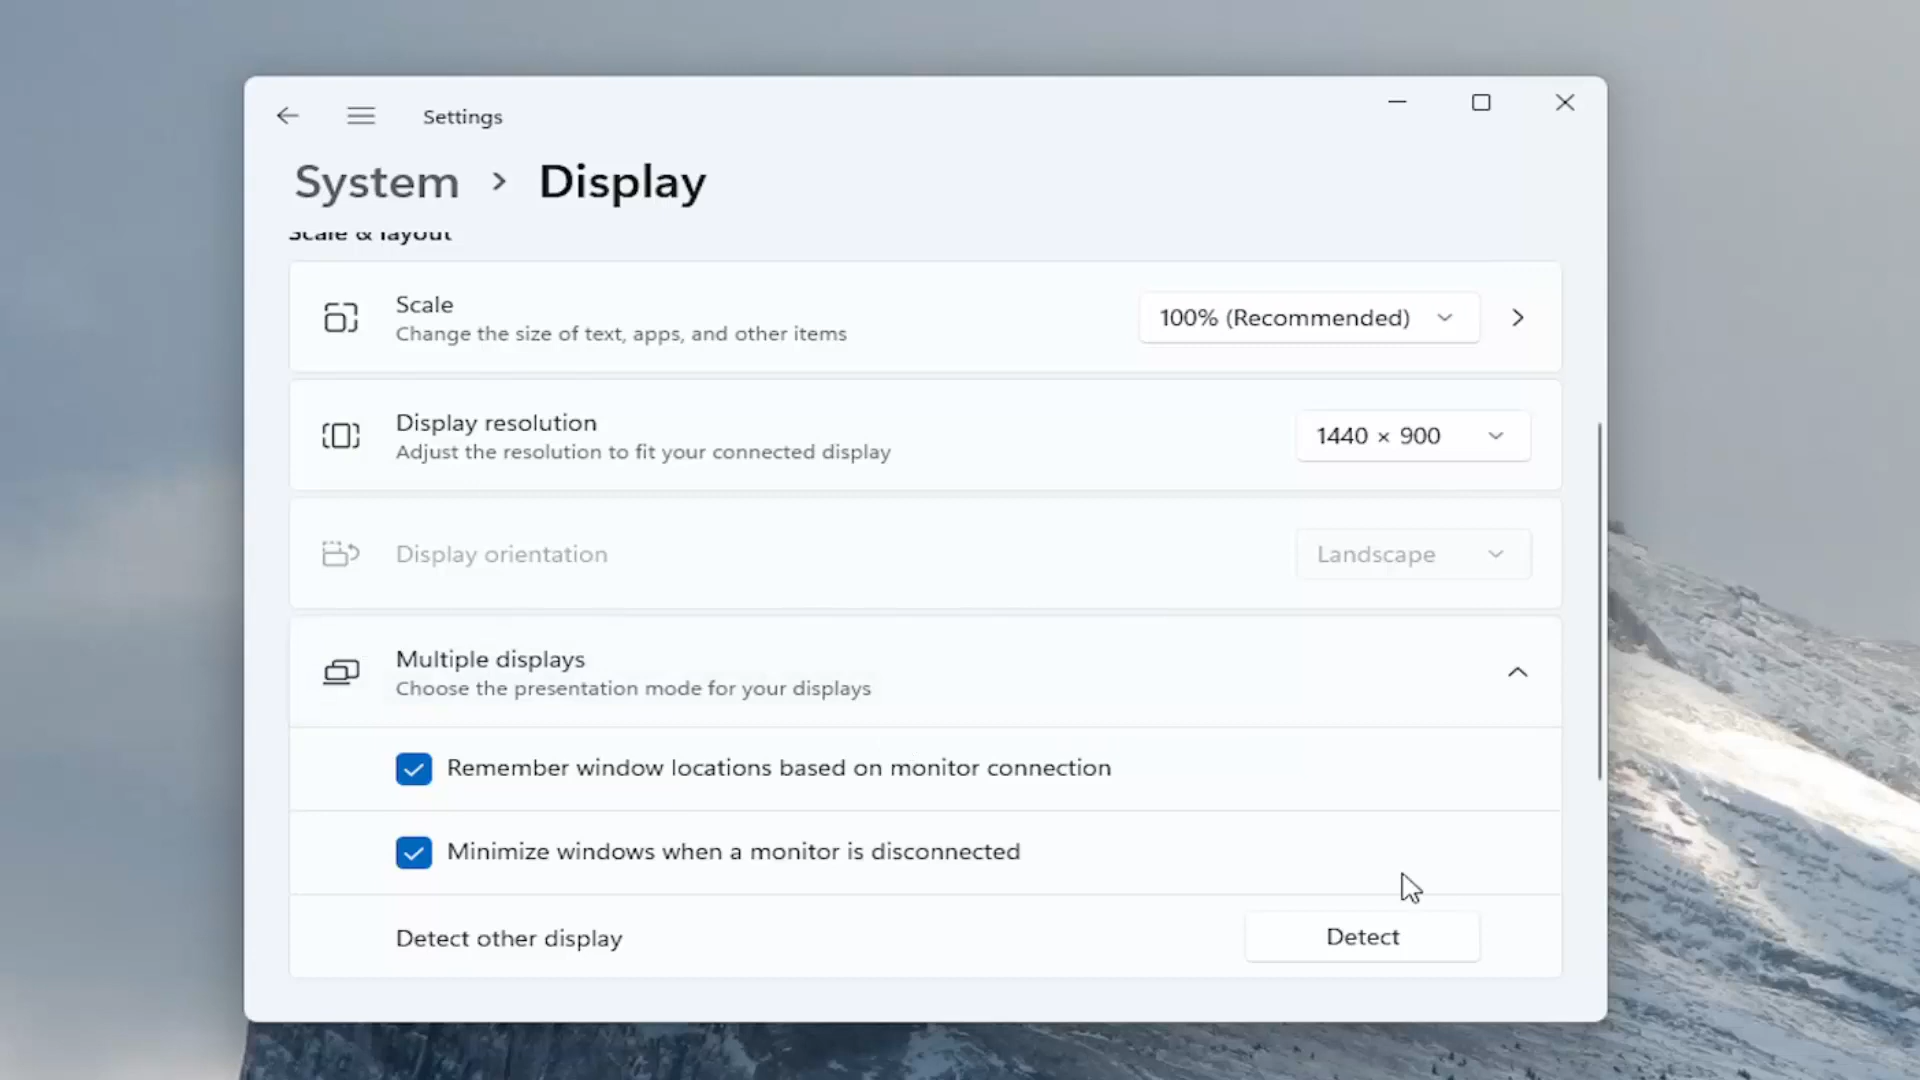 Settings
System > Display
Scale & layout
Scale
Change the size of text, apps, and other items
100% (Recommended)
Display resolution
Adjust the resolution to fit your connected display
1440 × 900
Display orientation
Landscape
Multiple displays
Choose the presentation mode for your displays
Remember window locations based on monitor connection
Minimize windows when a monitor is disconnected
Detect other display
Detect